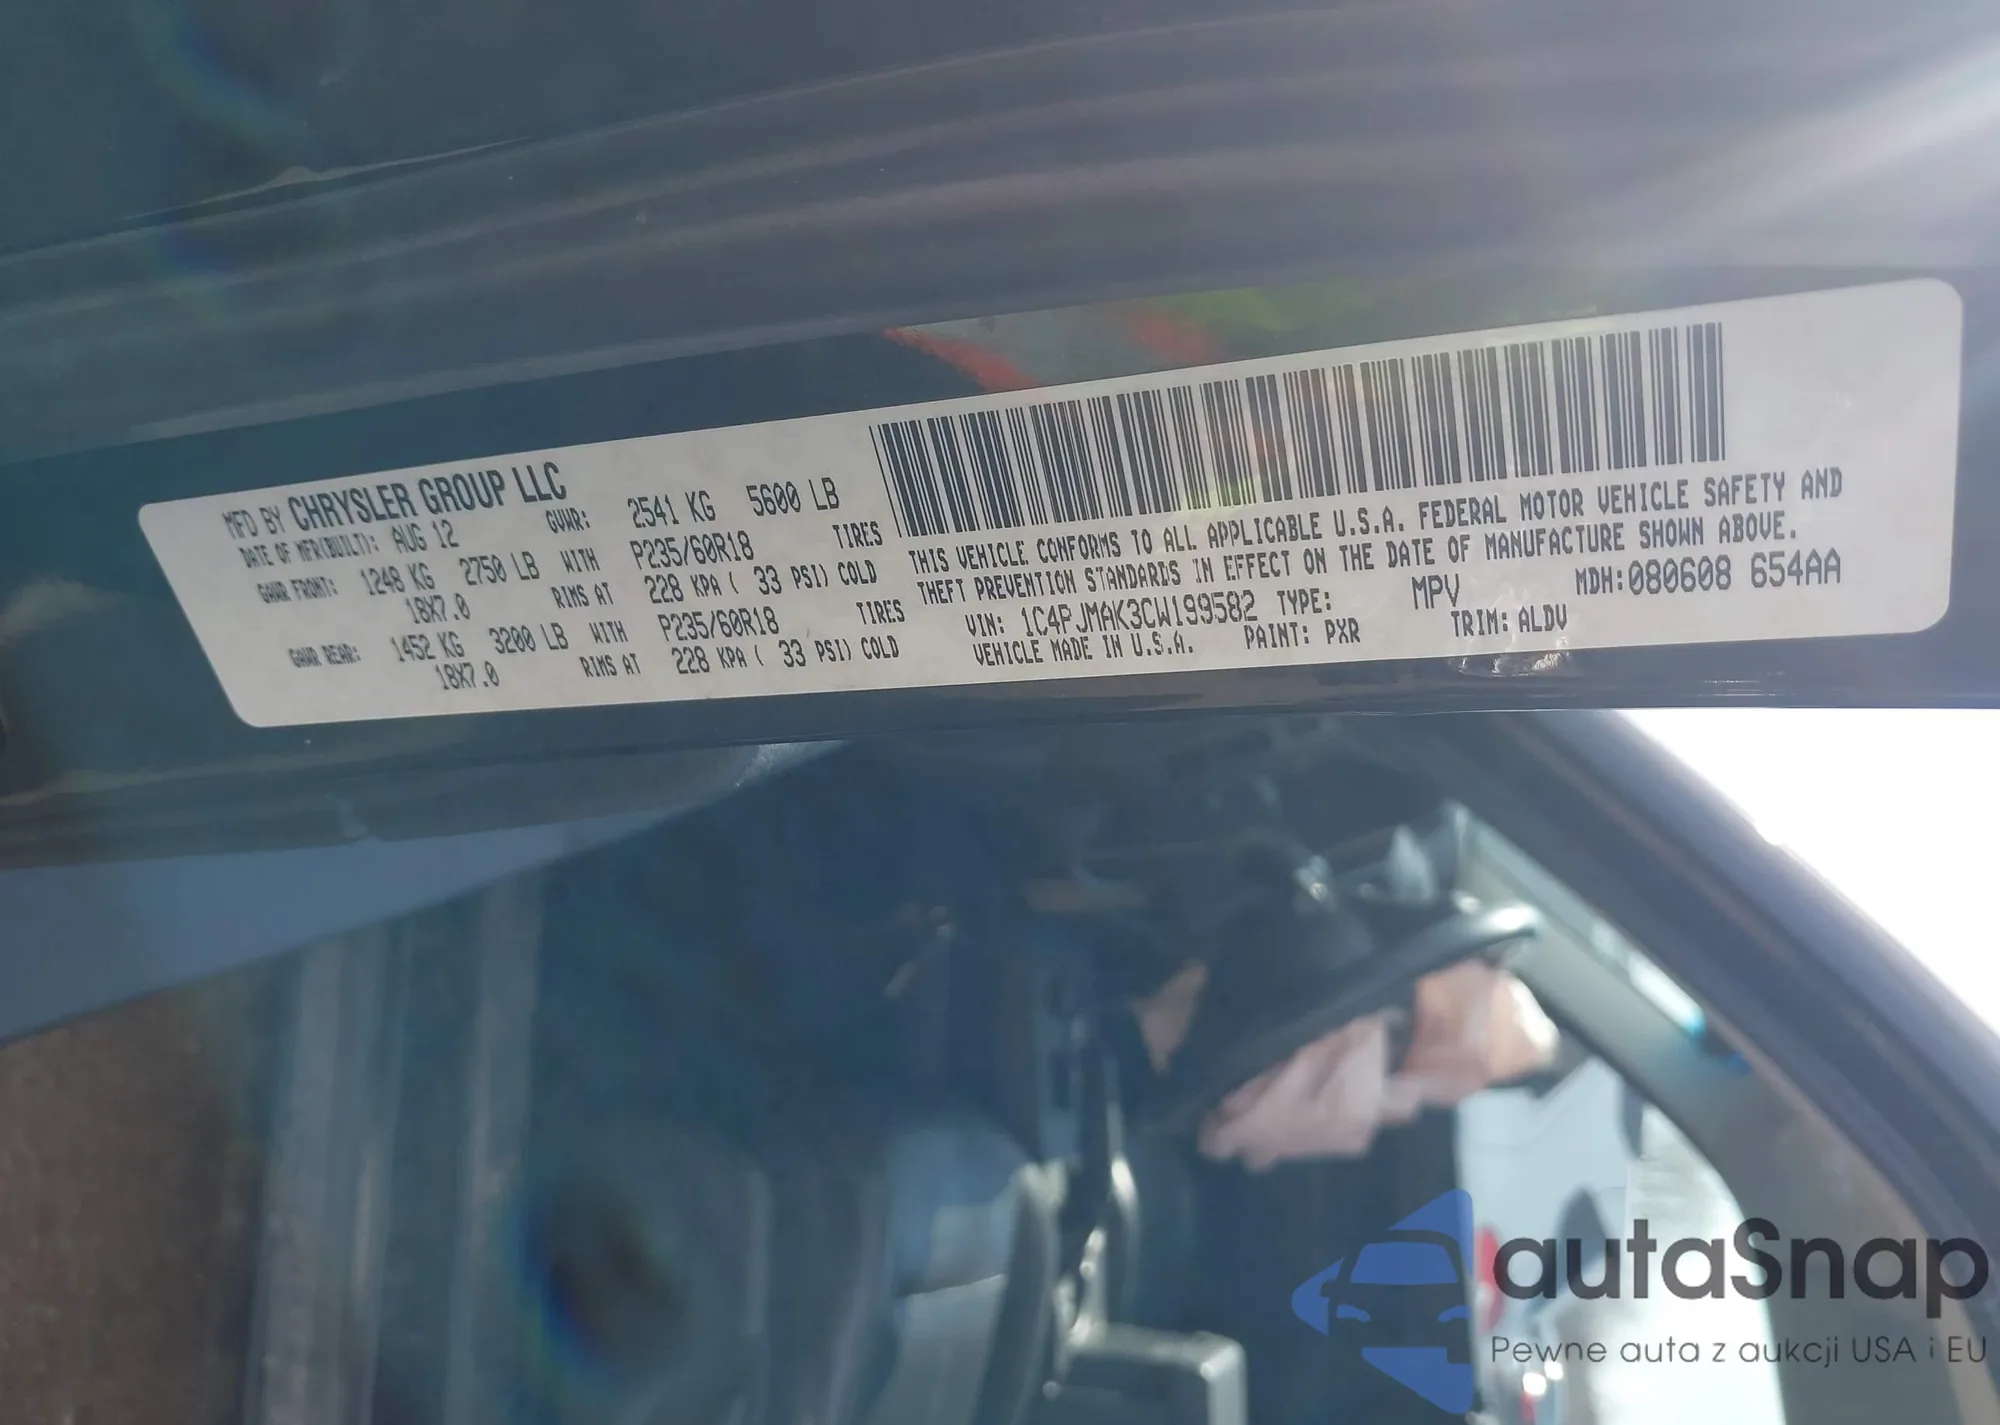 MFD BY CHRYSLER GROUP LLC
DATE OF MFR(BUILT): AUG 12 GVWR: 2541 KG 5600 LB
GAWR FRONT: 1248 KG 2750 LB WITH P235/60R18 TIRES
18X7.0 RIMS AT 228 KPA ( 33 PSI) COLD
GAWR REAR: 1452 KG 3200 LB WITH P235/60R18 TIRES
18X7.0 RIMS AT 228 KPA ( 33 PSI) COLD
THIS VEHICLE CONFORMS TO ALL APPLICABLE U.S.A. FEDERAL MOTOR VEHICLE SAFETY AND
THEFT PREVENTION STANDARDS IN EFFECT ON THE DATE OF MANUFACTURE SHOWN ABOVE.
VIN: 1C4PJMAK3CW199582 TYPE: MPV MDH:080608 654AA
VEHICLE MADE IN U.S.A. PAINT: PXR TRIM: ALDV
autaSnap
Pewne auta z aukcji USA i EU